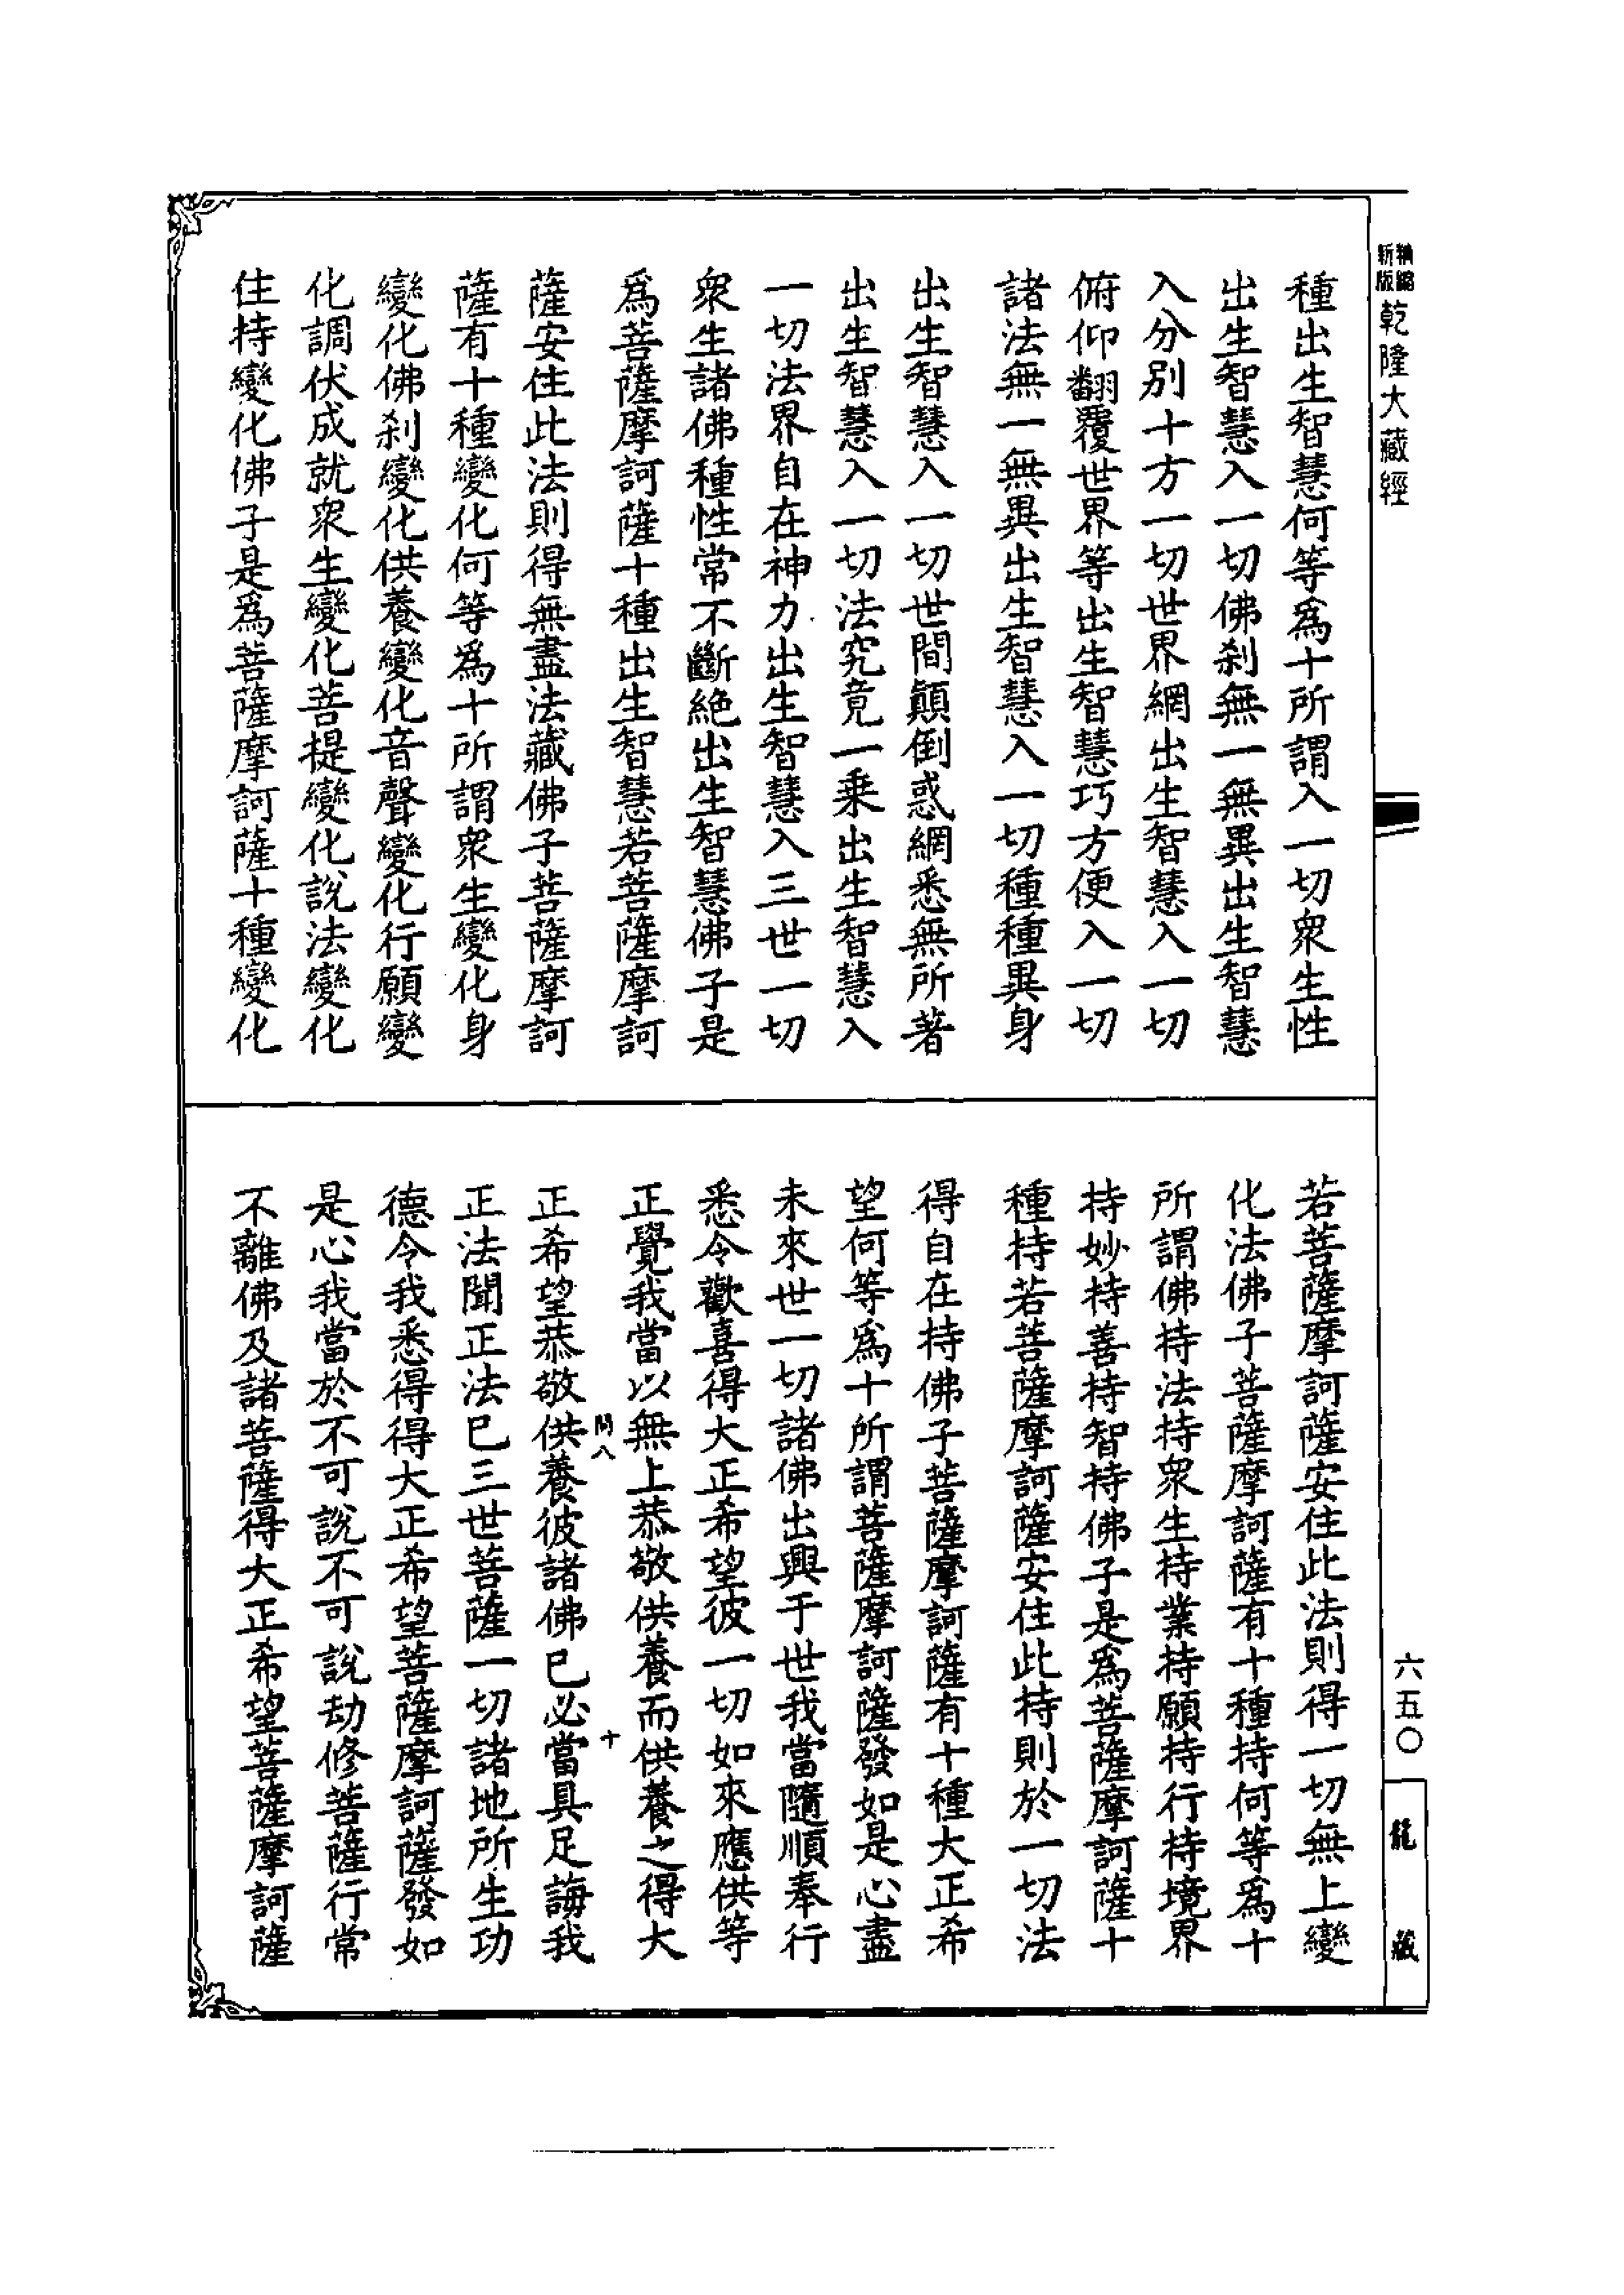 新版精縮乾隆大藏經
種出生智慧何等爲十所謂入一切衆生性
出生智慧入一切佛刹無一無異出生智慧
入分別十方一切世界網出生智慧入一切
俯仰翻覆世界等出生智慧巧方便入一切
諸法無一無異出生智慧入一切種種異身
出生智慧入一切世間顛倒惑網悉無所著
出生智慧入一切法究竟一乗出生智慧入
一切法界自在神力出生智慧入三世一切
衆生諸佛種性常不斷絶出生智慧佛子是
爲菩薩摩訶薩十種出生智慧若菩薩摩訶
薩安住此法則得無盡法藏佛子菩薩摩訶
薩有十種變化何等爲十所謂衆生變化身
變化佛刹變化供養變化音聲變化行願變
化調伏成就衆生變化菩提變化說法變化
住持變化佛子是爲菩薩摩訶薩十種變化
若菩薩摩訶薩安住此法則得一切無上變
化法佛子菩薩摩訶薩有十種持何等爲十
所謂佛持法持衆生持業持願持行持境界
持妙持善持智持佛子是爲菩薩摩訶薩十
種持若菩薩摩訶薩安住此持則於一切法
得自在持佛子菩薩摩訶薩有十種大正希
望何等爲十所謂菩薩摩訶薩發如是心盡
未來世一切諸佛出興于世我當隨順奉行
悉令歡喜得大正希望彼一切如來應供等
正覺我當以無上恭敬供養而供養之得大
問八 十
正希望恭敬供養彼諸佛已必當具足誨我
正法聞正法已三世菩薩一切諸地所生功
德令我悉得得大正希望菩薩摩訶薩發如
是心我當於不可說不可說劫修菩薩行常
不離佛及諸菩薩得大正希望菩薩摩訶薩
六五〇
龍藏